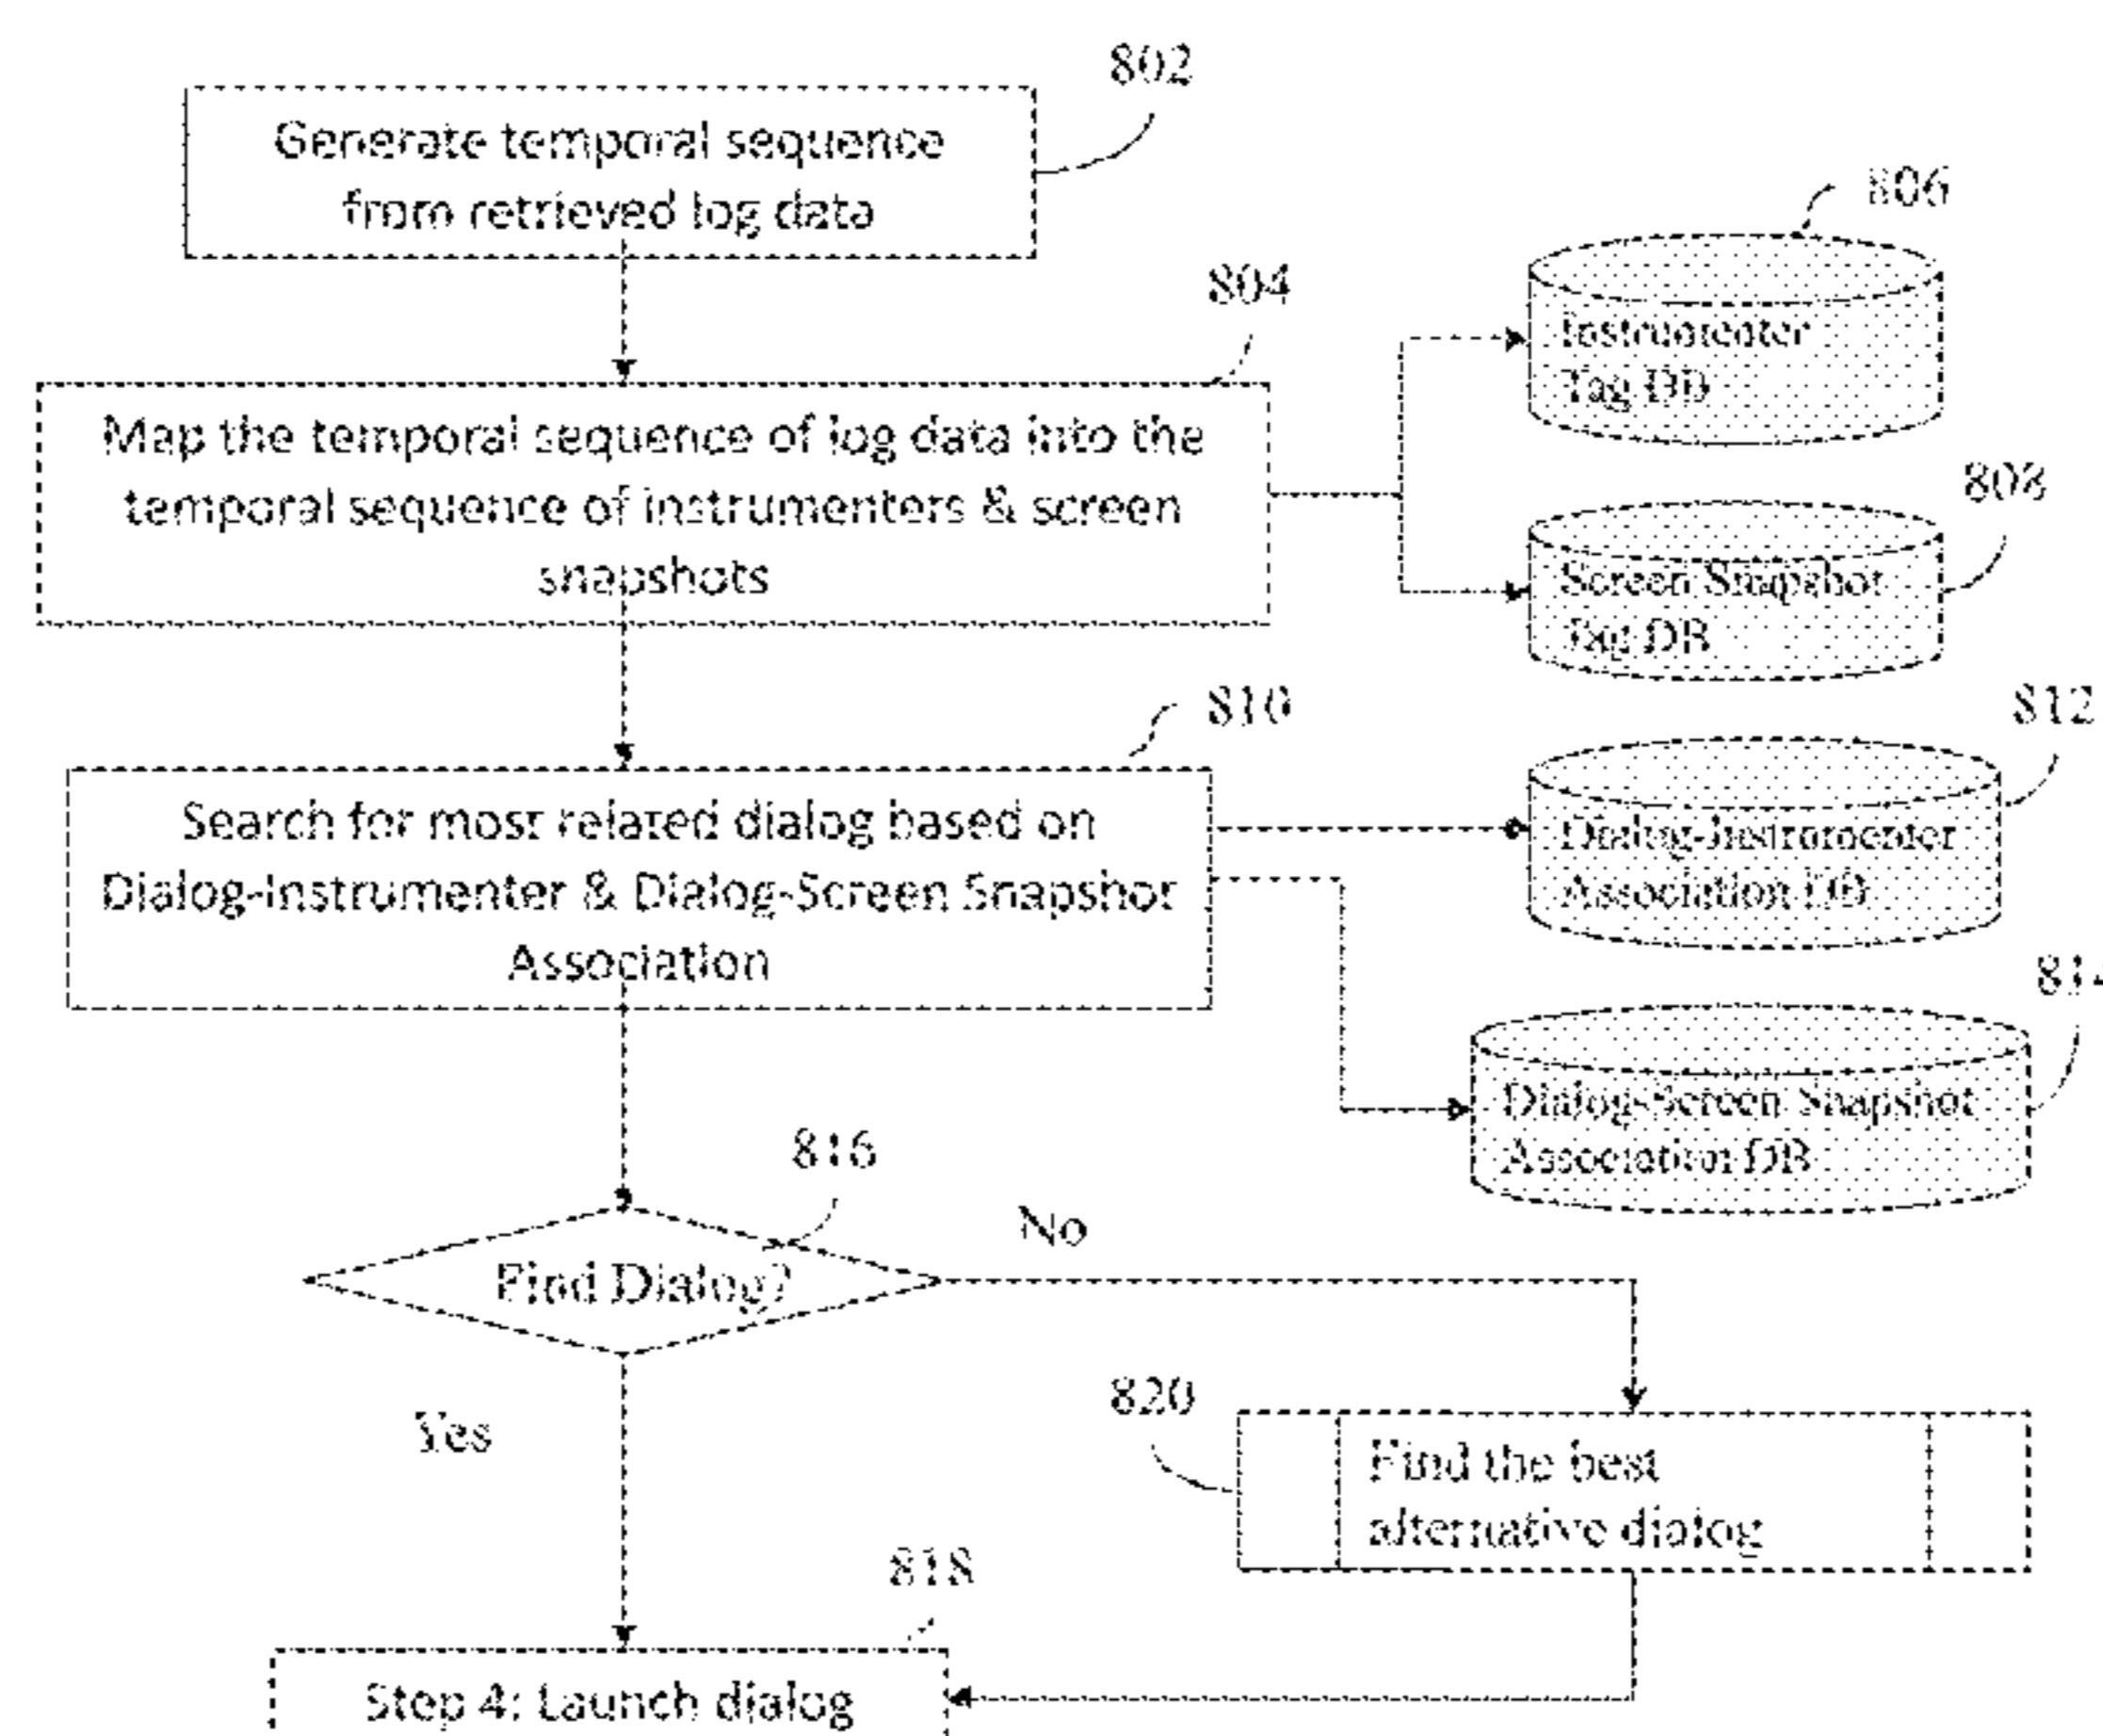 802
Generate temporal sequence
from retrieved log data
806
804
Instrumenter
Tag DB
Map the temporal sequence of log data into the
temporal sequence of instrumenters & screen
snapshots
808
Screen Snapshot
Tag DB
810
812
Search for most related dialog based on
Dialog-Instrumenter & Dialog-Screen Snapshot
Association
Dialog-Instrumenter
Association DB
814
Dialog-Screen Snapshot
Association DB
816
No
Find Dialog?
Yes
820
Find the best
alternative dialog
818
Step 4: Launch dialog